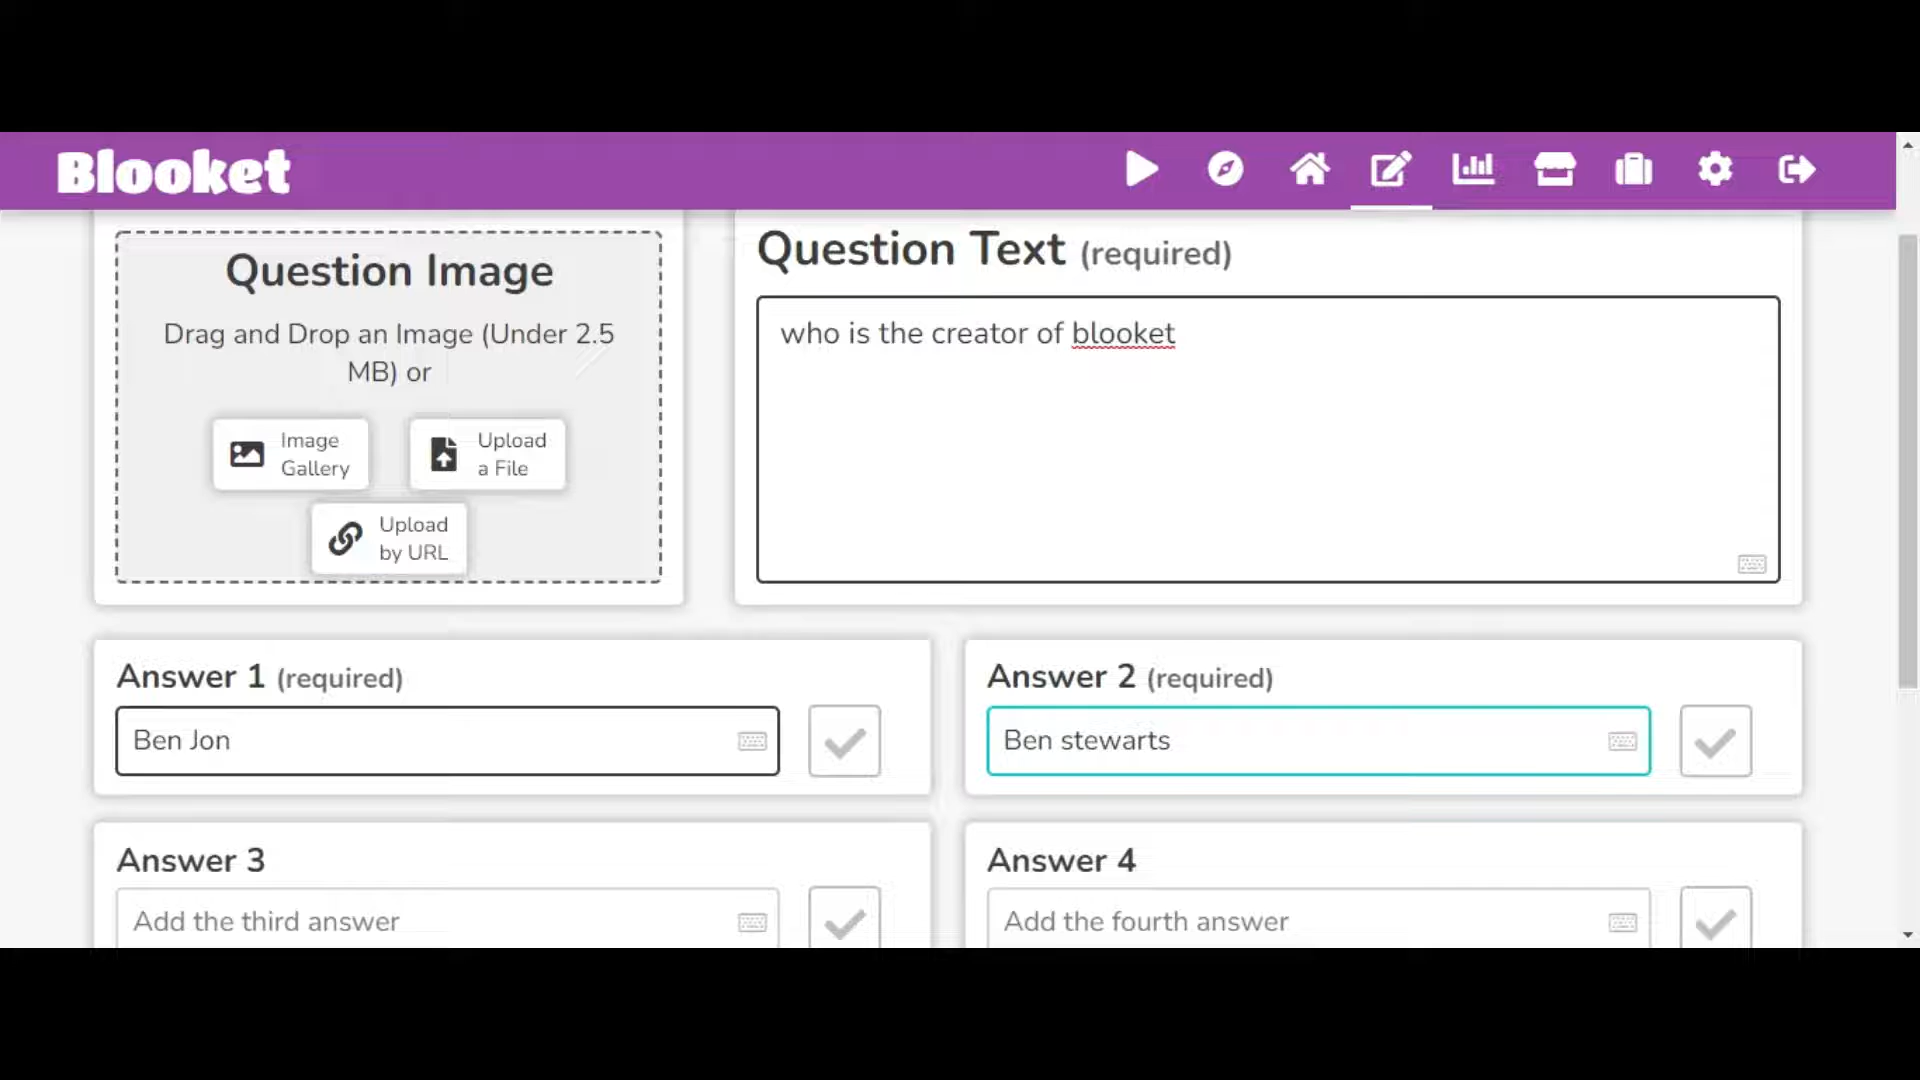 Blooket
Question Image
Drag and Drop an Image (Under 2.5
MB) or
Image
Gallery
Upload
a File
Upload
by URL
Question Text (required)
who is the creator of blooket
Answer 1 (required)
Ben Jon
Answer 2 (required)
Ben stewarts
Answer 3
Add the third answer
Answer 4
Add the fourth answer